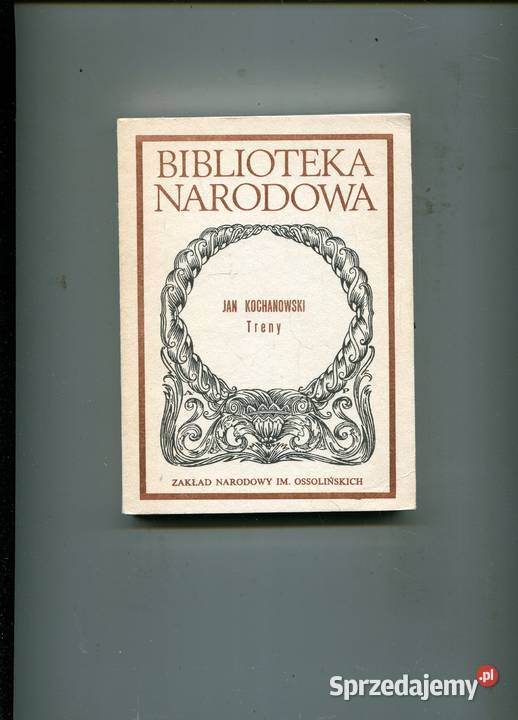 BIBLIOTEKA
NARODOWA
JAN KOCHANOWSKI
Treny
ZAKŁAD NARODOWY IM. OSSOLIŃSKICH
Sprzedajemy.pl